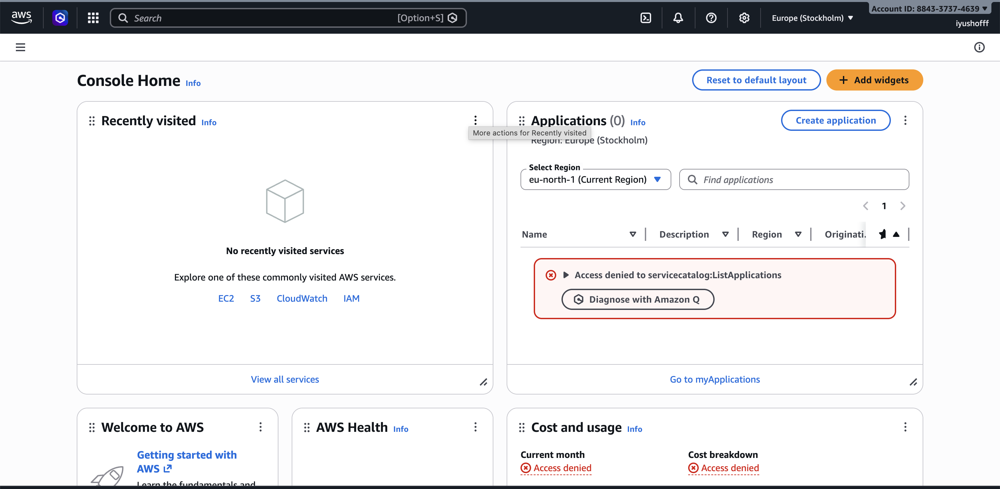 aws
Search
[Option+S]
Europe (Stockholm)
Account ID: 8843-3737-4639
iyushofff
Console Home Info
Reset to default layout
Add widgets
Recently visited Info
More actions for Recently visited
No recently visited services
Explore one of these commonly visited AWS services.
EC2 S3 CloudWatch IAM
View all services
Applications (0) Info
Create application
Region: Europe (Stockholm)
Select Region
eu-north-1 (Current Region)
Find applications
1
Name Description Region Originati.
Access denied to servicecatalog:ListApplications
Diagnose with Amazon Q
Go to myApplications
Welcome to AWS
Getting started with
AWS
Learn the fundamentals and
AWS Health Info
Cost and usage Info
Current month
Access denied
Cost breakdown
Access denied